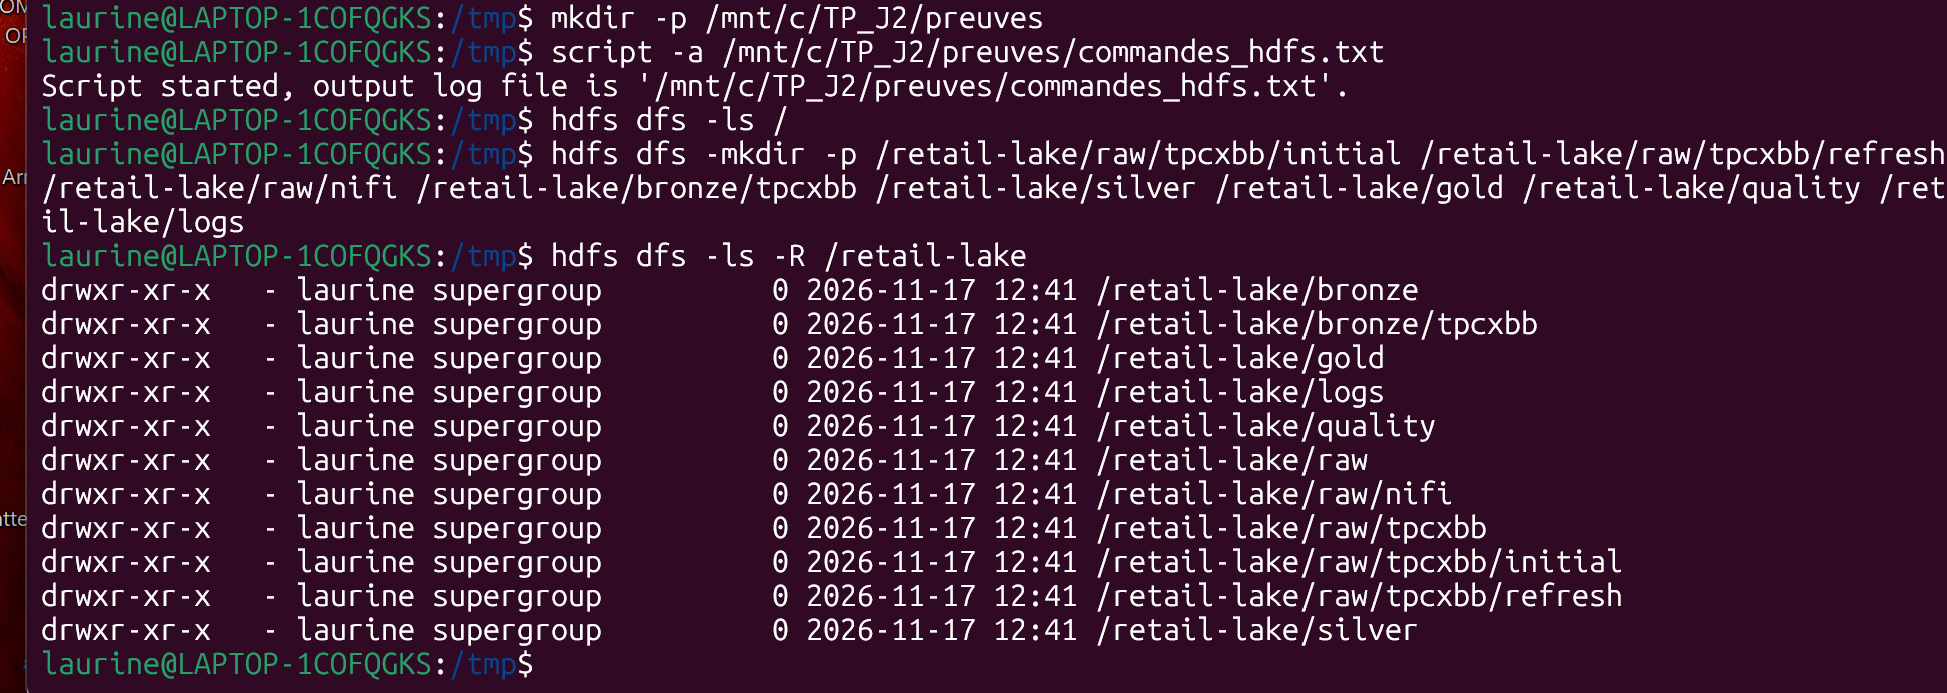 laurine@LAPTOP-1COFQGKS:/tmp$ mkdir -p /mnt/c/TP_J2/preuves
laurine@LAPTOP-1COFQGKS:/tmp$ script -a /mnt/c/TP_J2/preuves/commandes_hdfs.txt
Script started, output log file is '/mnt/c/TP_J2/preuves/commandes_hdfs.txt'.
laurine@LAPTOP-1COFQGKS:/tmp$ hdfs dfs -ls /
laurine@LAPTOP-1COFQGKS:/tmp$ hdfs dfs -mkdir -p /retail-lake/raw/tpcxbb/initial /retail-lake/raw/tpcxbb/refresh
/retail-lake/raw/nifi /retail-lake/bronze/tpcxbb /retail-lake/silver /retail-lake/gold /retail-lake/quality /ret
il-lake/logs
laurine@LAPTOP-1COFQGKS:/tmp$ hdfs dfs -ls -R /retail-lake
drwxr-xr-x   - laurine supergroup          0 2026-11-17 12:41 /retail-lake/bronze
drwxr-xr-x   - laurine supergroup          0 2026-11-17 12:41 /retail-lake/bronze/tpcxbb
drwxr-xr-x   - laurine supergroup          0 2026-11-17 12:41 /retail-lake/gold
drwxr-xr-x   - laurine supergroup          0 2026-11-17 12:41 /retail-lake/logs
drwxr-xr-x   - laurine supergroup          0 2026-11-17 12:41 /retail-lake/quality
drwxr-xr-x   - laurine supergroup          0 2026-11-17 12:41 /retail-lake/raw
drwxr-xr-x   - laurine supergroup          0 2026-11-17 12:41 /retail-lake/raw/nifi
drwxr-xr-x   - laurine supergroup          0 2026-11-17 12:41 /retail-lake/raw/tpcxbb
drwxr-xr-x   - laurine supergroup          0 2026-11-17 12:41 /retail-lake/raw/tpcxbb/initial
drwxr-xr-x   - laurine supergroup          0 2026-11-17 12:41 /retail-lake/raw/tpcxbb/refresh
drwxr-xr-x   - laurine supergroup          0 2026-11-17 12:41 /retail-lake/silver
laurine@LAPTOP-1COFQGKS:/tmp$